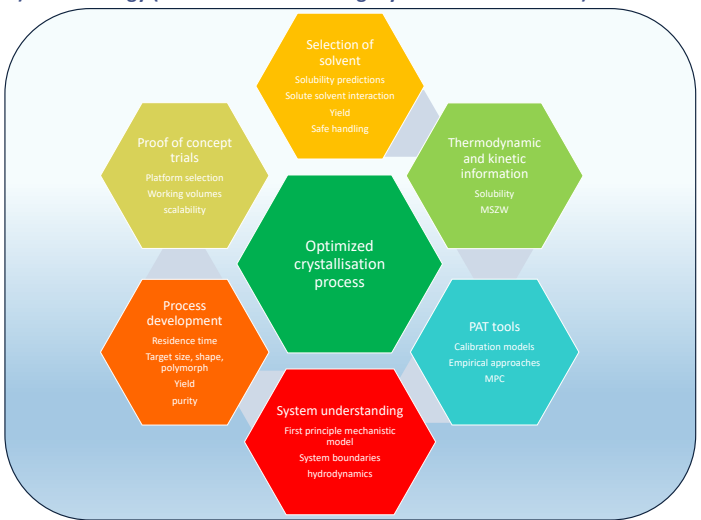 Selection of
solvent
Solubility predictions
Solute solvent interaction
Yield
Safe handling
Thermodynamic
and kinetic
information
Solubility
MSZW
PAT tools
Calibration models
Empirical approaches
MPC
System understanding
First principle mechanistic
model
System boundaries
hydrodynamics
Process
development
Residence time
Target size, shape,
polymorph
Yield
purity
Proof of concept
trials
Platform selection
Working volumes
scalability
Optimized
crystallisation
process